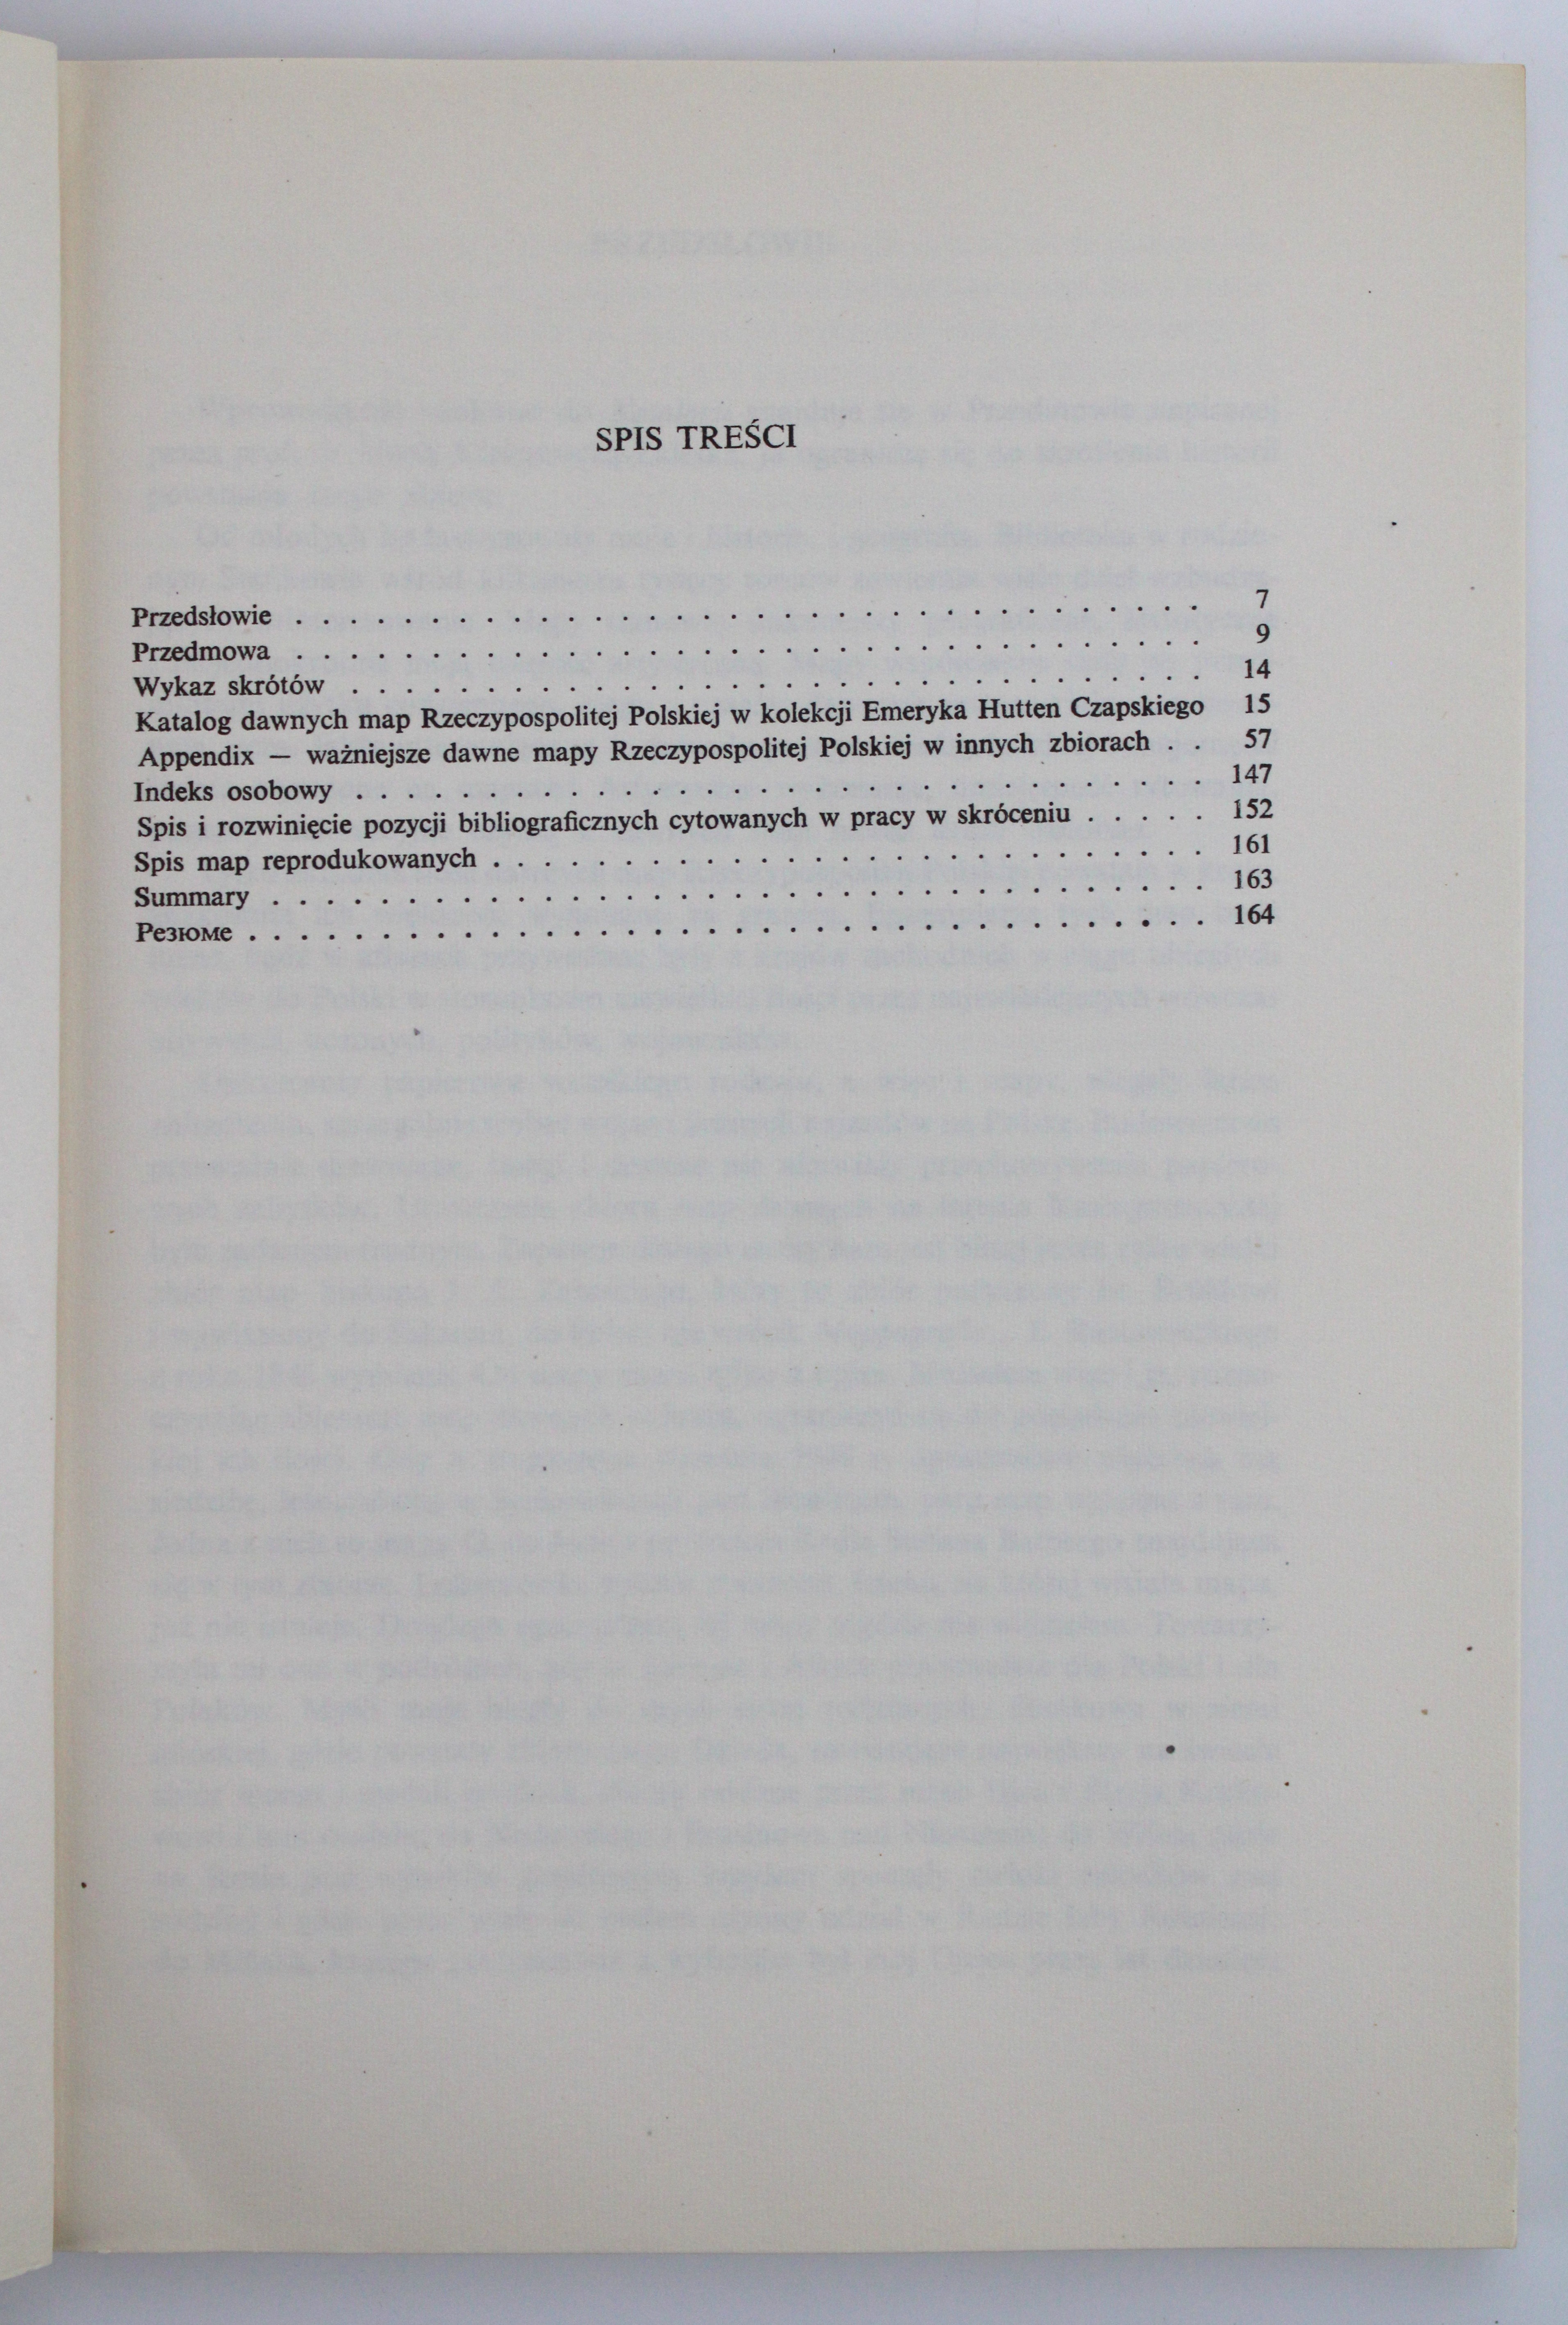 SPIS TREŚCI
Przedsłowie . . . . . . . . . . . . . . . . . . . . . . . . . . . . . . . . . . 7
Przedmowa . . . . . . . . . . . . . . . . . . . . . . . . . . . . . . . . . . 9
Wykaz skrótów . . . . . . . . . . . . . . . . . . . . . . . . . . . . . . . . 14
Katalog dawnych map Rzeczypospolitej Polskiej w kolekcji Emeryka Hutten Czapskiego 15
Appendix — ważniejsze dawne mapy Rzeczypospolitej Polskiej w innych zbiorach . . 57
Indeks osobowy . . . . . . . . . . . . . . . . . . . . . . . . . . . . . . . . 147
Spis i rozwinięcie pozycji bibliograficznych cytowanych w pracy w skróceniu . . . . . 152
Spis map reprodukowanych . . . . . . . . . . . . . . . . . . . . . . . . . . . 161
Summary . . . . . . . . . . . . . . . . . . . . . . . . . . . . . . . . . . . 163
Резюме . . . . . . . . . . . . . . . . . . . . . . . . . . . . . . . . . . . . 164